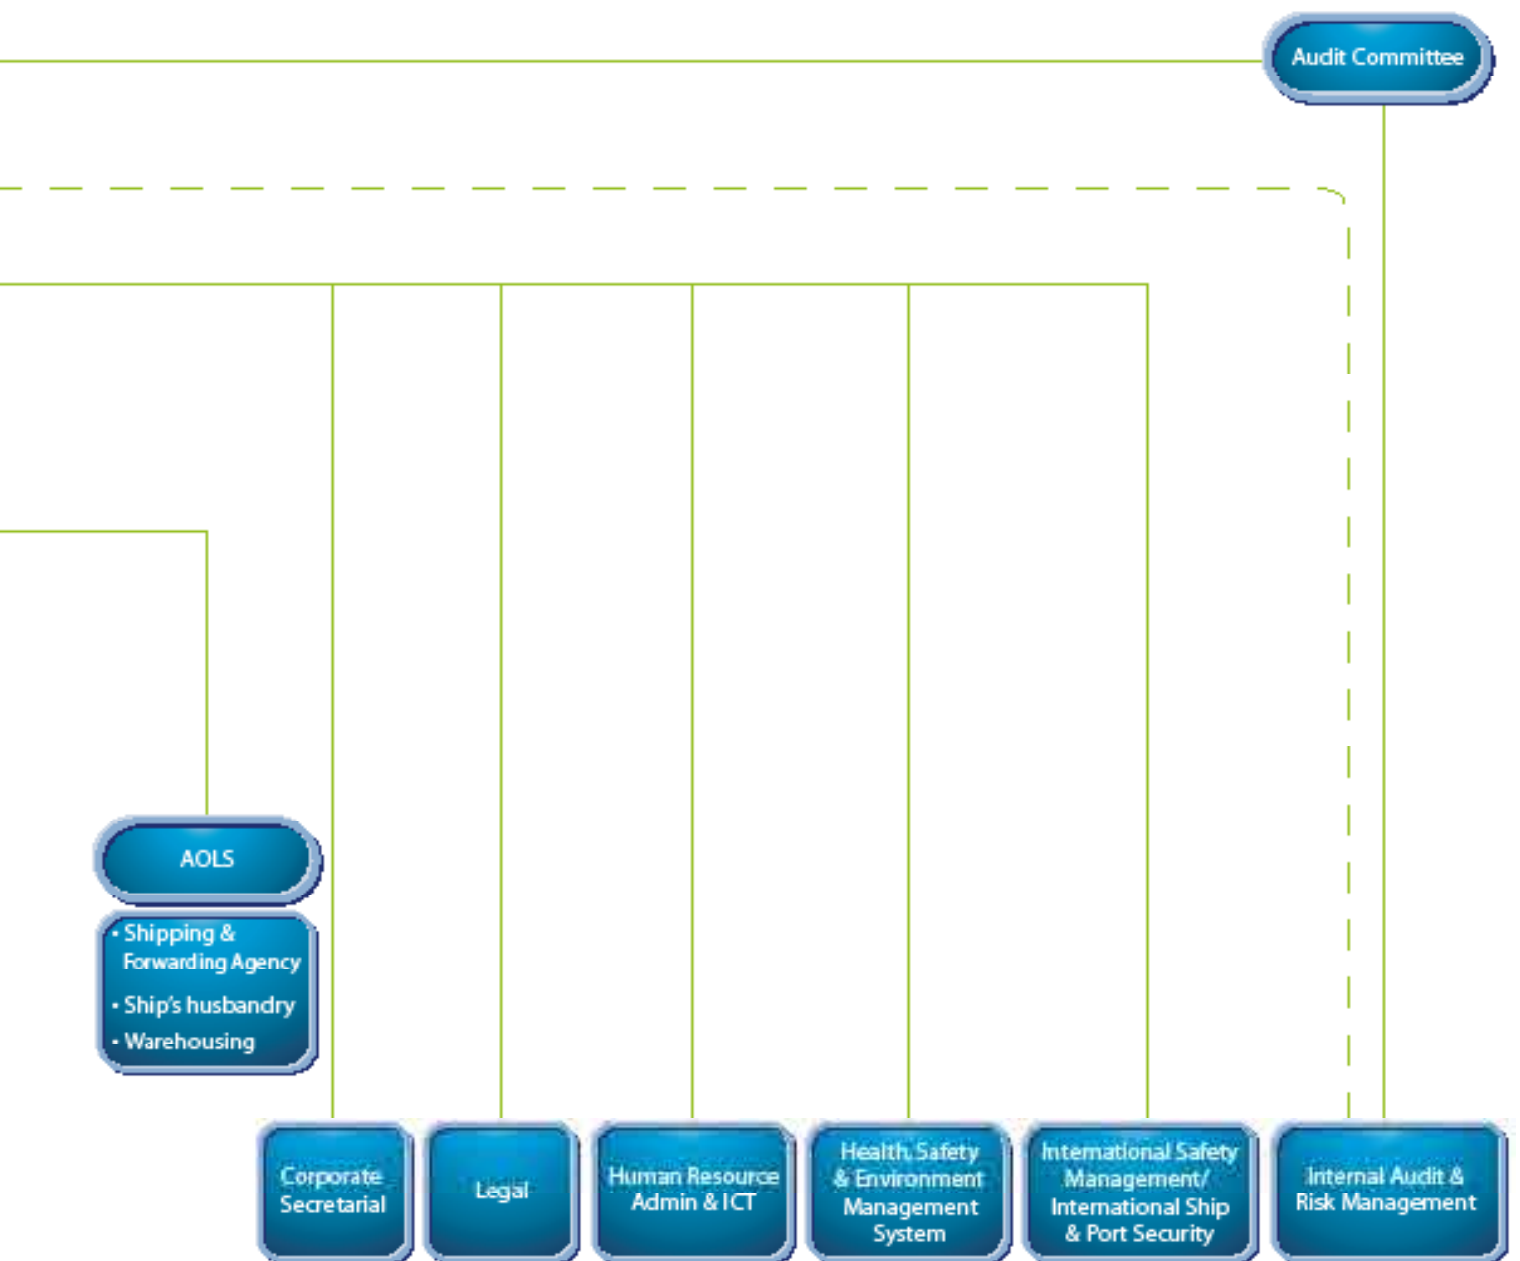 Audit Committee
AOLS
• Shipping &
Forwarding Agency
• Ship's husbandry
• Warehousing
Corporate
Secretarial
Legal
Human Resource
Admin & ICT
Health, Safety
& Environment
Management
System
International Safety
Management/
International Ship
& Port Security
Internal Audit &
Risk Management